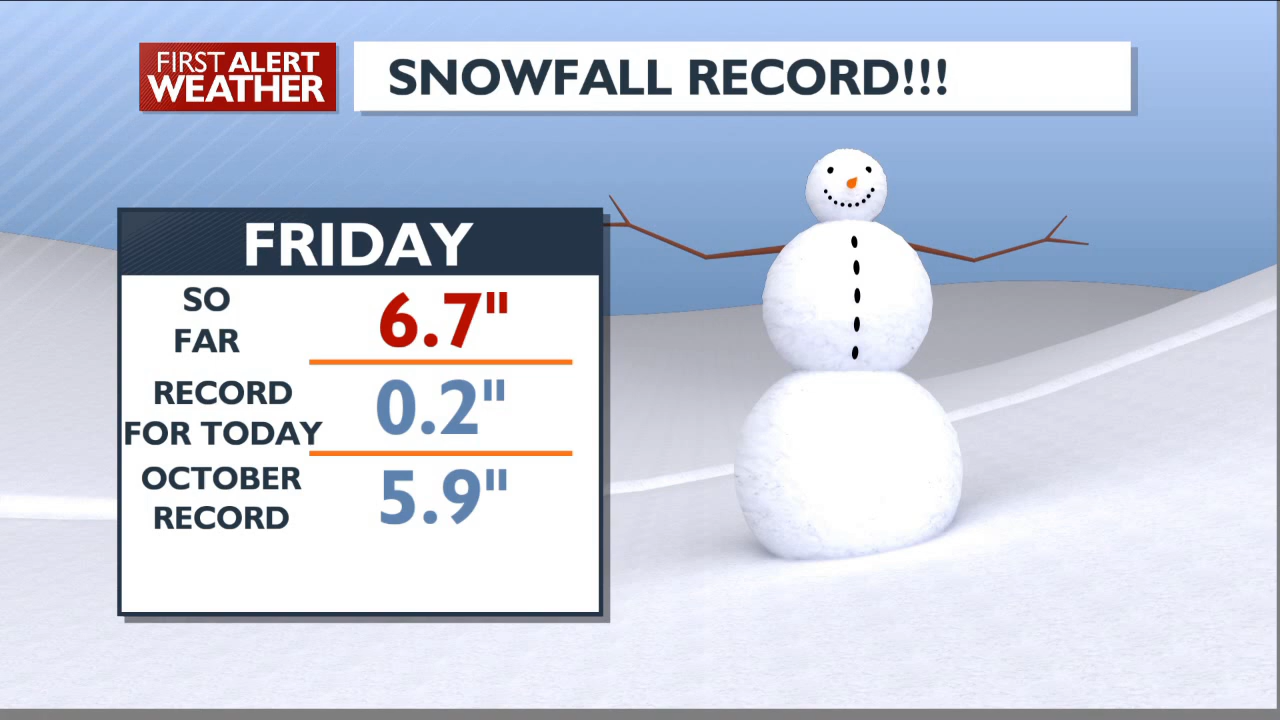 FIRST ALERT
WEATHER
SNOWFALL RECORD!!!
FRIDAY
SO
FAR
6.7"
RECORD
FOR TODAY
0.2"
OCTOBER
RECORD
5.9"